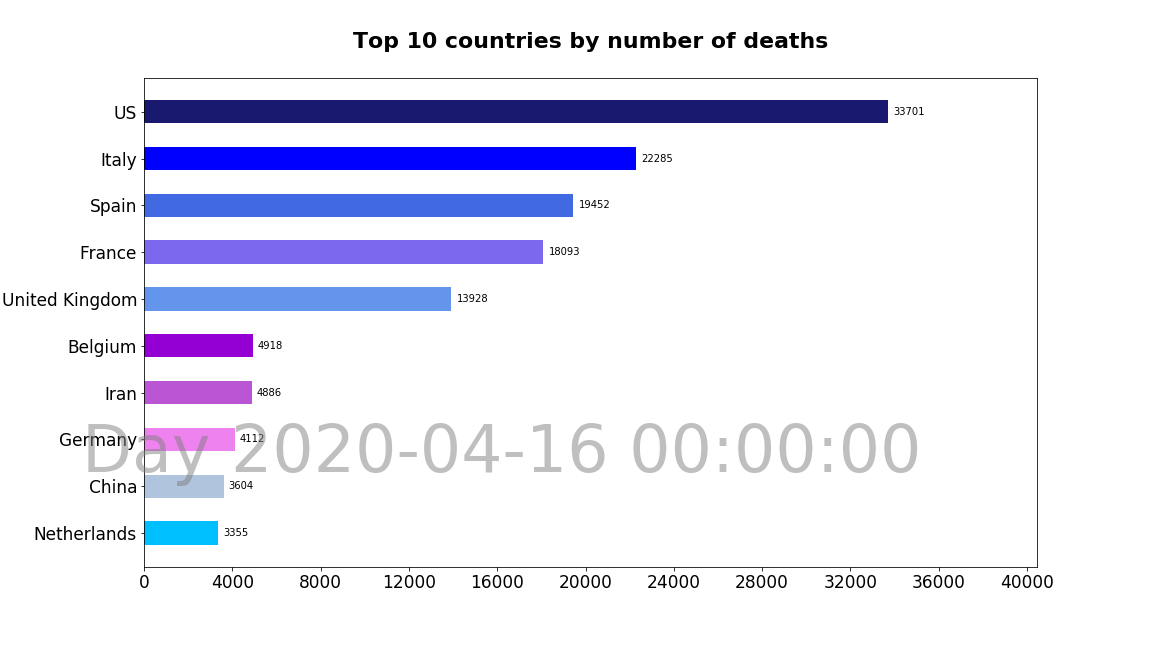 Top 10 countries by number of deaths
US 33701
Italy 22285
Spain 19452
France 18093
United Kingdom 13928
Belgium 4918
Iran 4886
Germany 4112
Day 2020-04-16 00:00:00
China 3604
Netherlands 3355
0 4000 8000 12000 16000 20000 24000 28000 32000 36000 40000